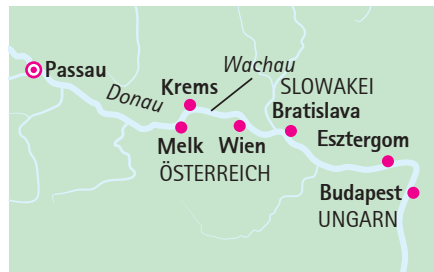 Passau
Donau
Krems
Wachau
SLOWAKEI
Bratislava
Melk
Wien
ÖSTERREICH
Esztergom
Budapest
UNGARN